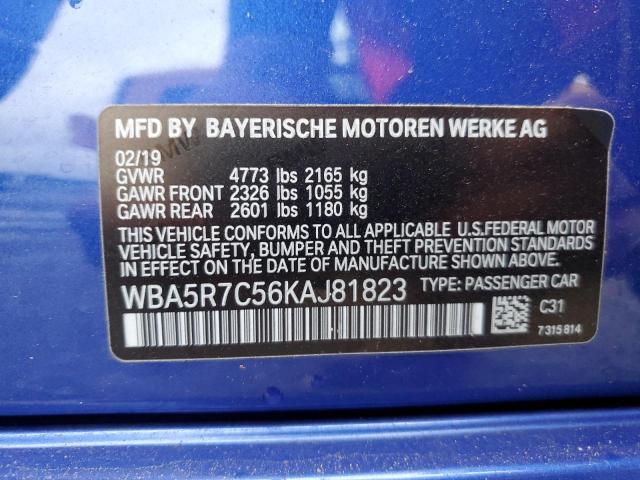 MFD BY BAYERISCHE MOTOREN WERKE AG
02/19
GVWR 4773 lbs 2165 kg
GAWR FRONT 2326 lbs 1055 kg
GAWR REAR 2601 lbs 1180 kg
THIS VEHICLE CONFORMS TO ALL APPLICABLE U.S.FEDERAL MOTOR
VEHICLE SAFETY, BUMPER AND THEFT PREVENTION STANDARDS
IN EFFECT ON THE DATE OF MANUFACTURE SHOWN ABOVE.
WBA5R7C56KAJ81823 TYPE: PASSENGER CAR
C31
7315814